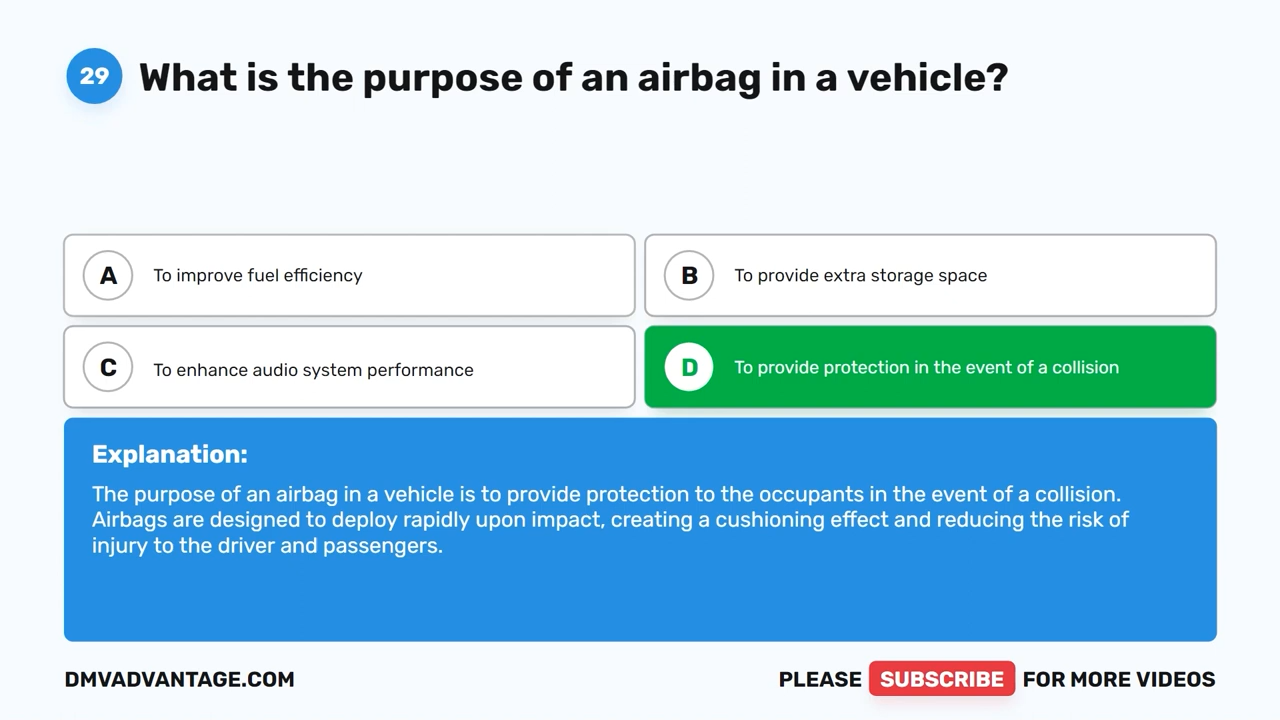 29 What is the purpose of an airbag in a vehicle?
A To improve fuel efficiency
B To provide extra storage space
C To enhance audio system performance
D To provide protection in the event of a collision
Explanation:
The purpose of an airbag in a vehicle is to provide protection to the occupants in the event of a collision.
Airbags are designed to deploy rapidly upon impact, creating a cushioning effect and reducing the risk of
injury to the driver and passengers.
DMVADVANTAGE.COM
PLEASE SUBSCRIBE FOR MORE VIDEOS